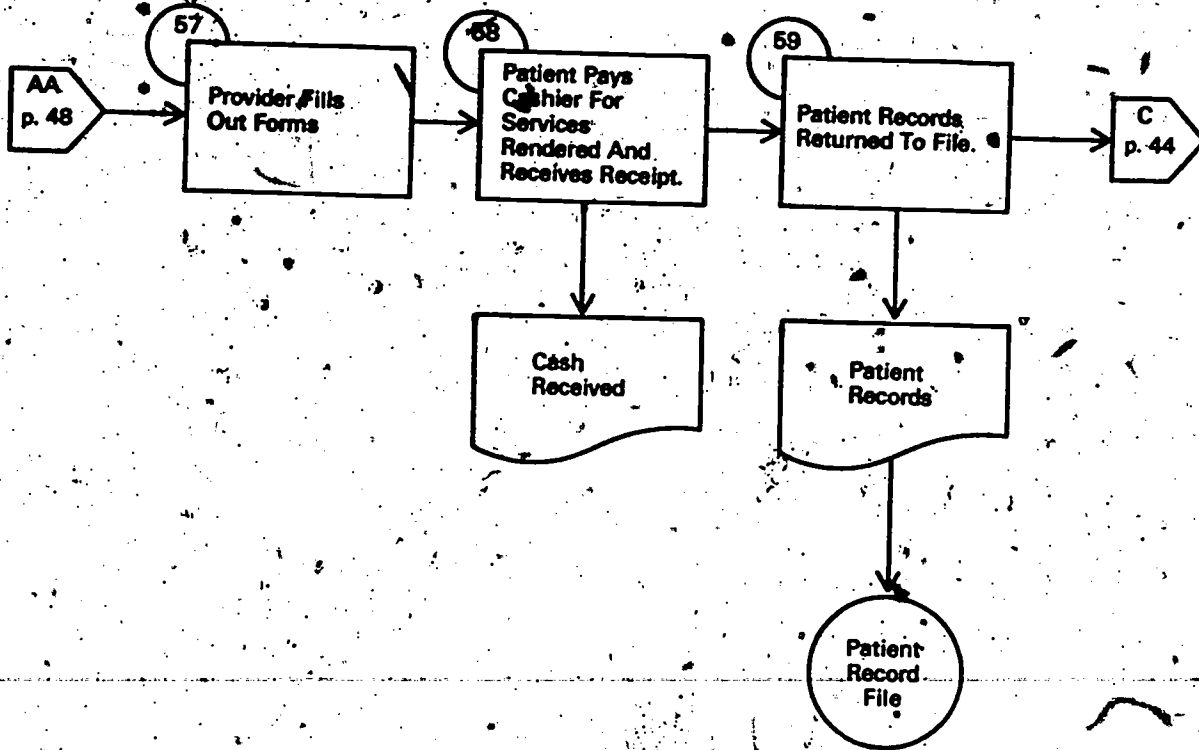 57
58
59
AA
p. 48
Provider Fills
Out Forms
Patient Pays
Cashier For
Services
Rendered And
Receives Receipt.
Patient Records
Returned To File.
C
p. 44
Cash
Received
Patient
Records
Patient
Record
File